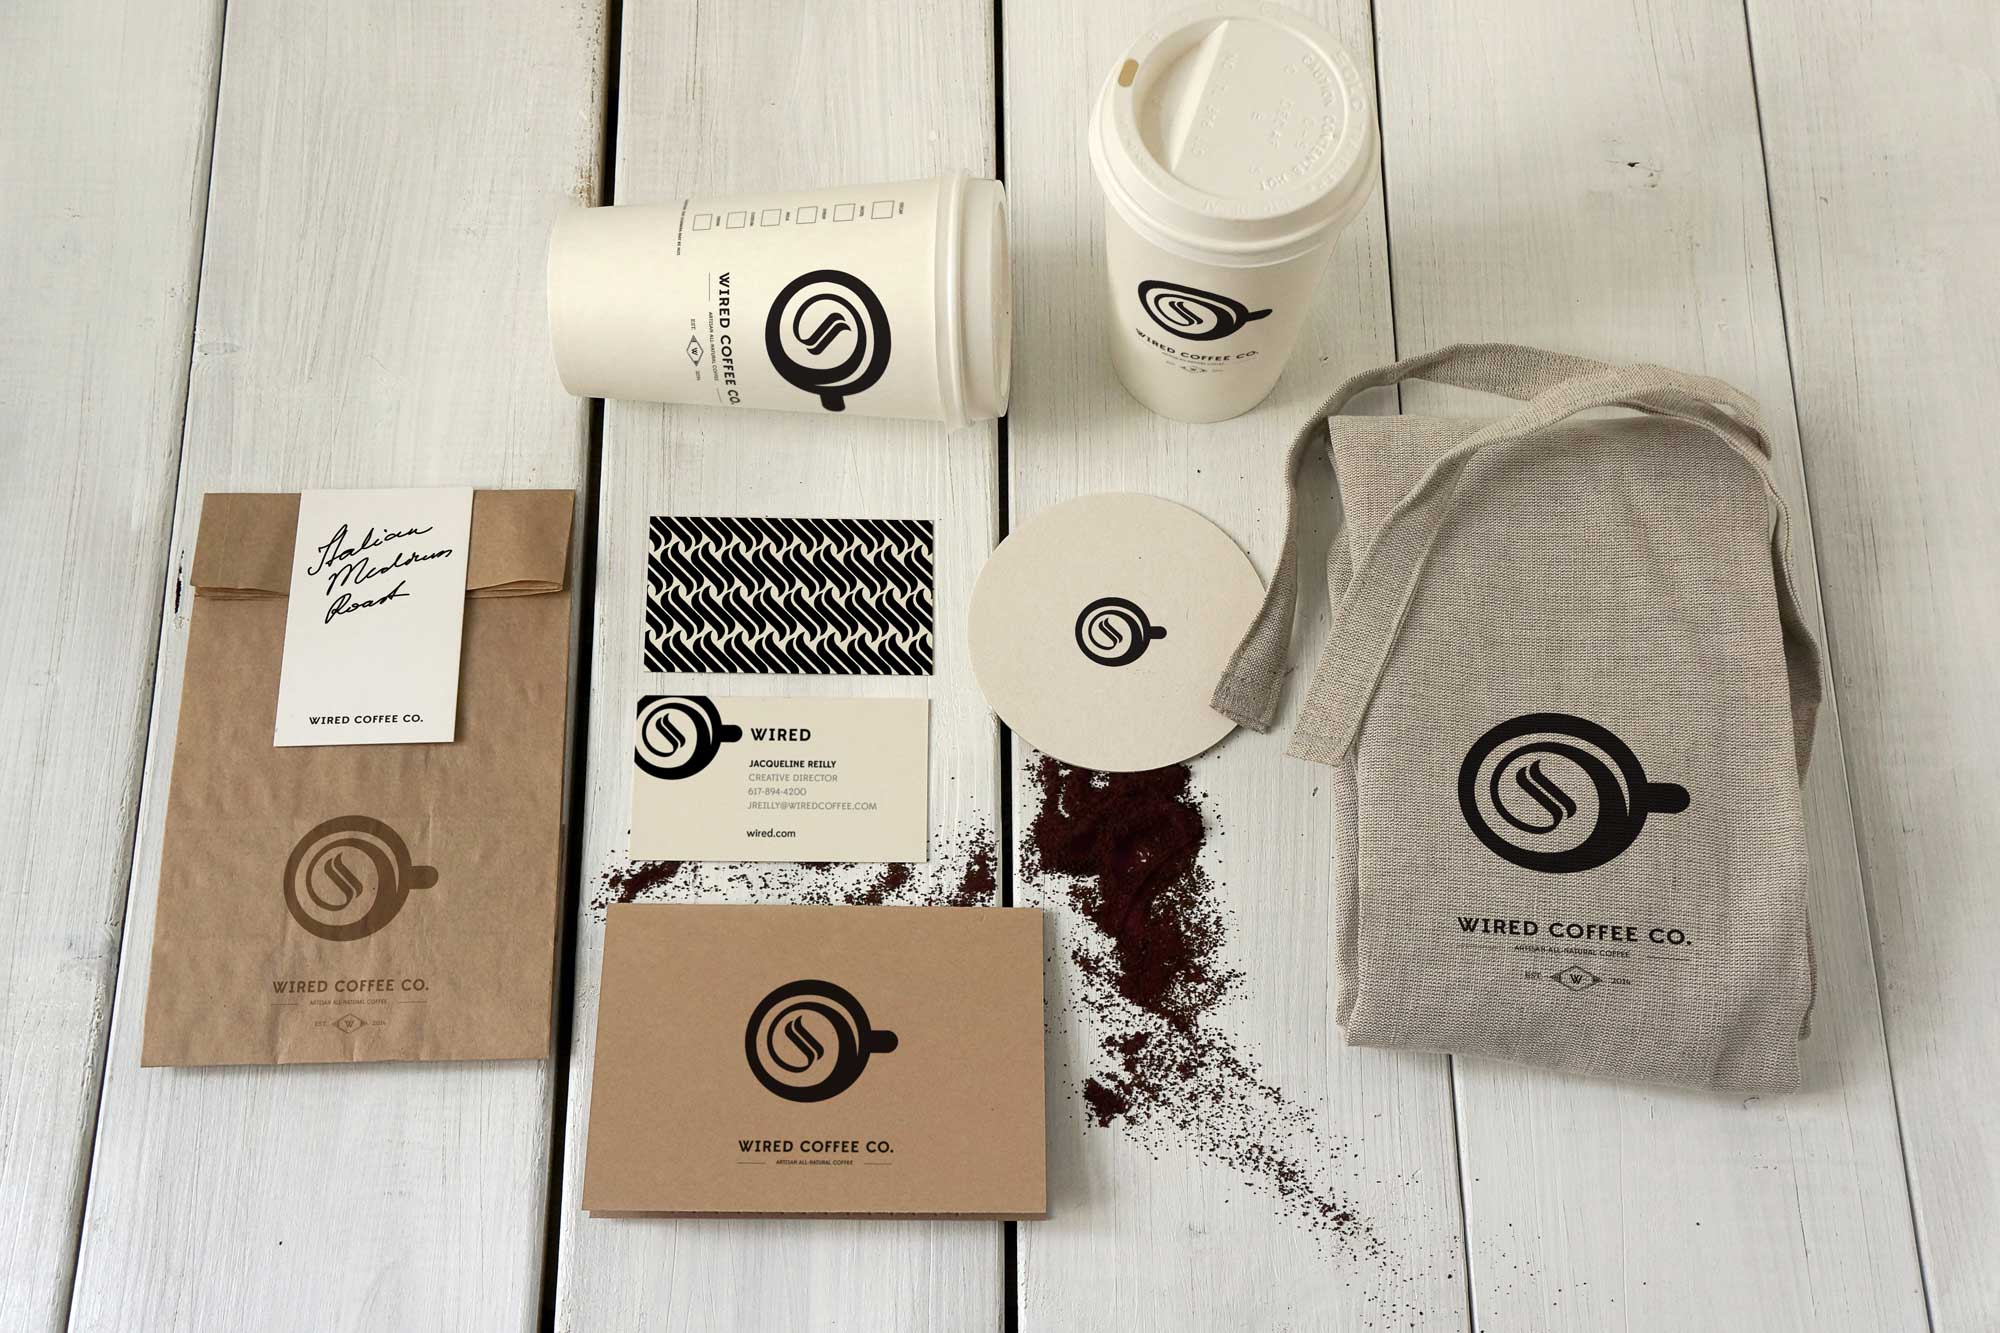 WIRED COFFEE CO.
ARTISAN ALL-NATURAL COFFEE
EST. W 2014
WIRED COFFEE CO.
Italian
Medium
Roast
WIRED COFFEE CO.
WIRED COFFEE CO.
ARTISAN ALL-NATURAL COFFEE
EST. W 2014
WIRED
JACQUELINE REILLY
CREATIVE DIRECTOR
617-894-4200
JREILLY@WIREDCOFFEE.COM
wired.com
WIRED COFFEE CO.
ARTISAN ALL-NATURAL COFFEE
WIRED COFFEE CO.
ARTISAN ALL-NATURAL COFFEE
EST. W 2014